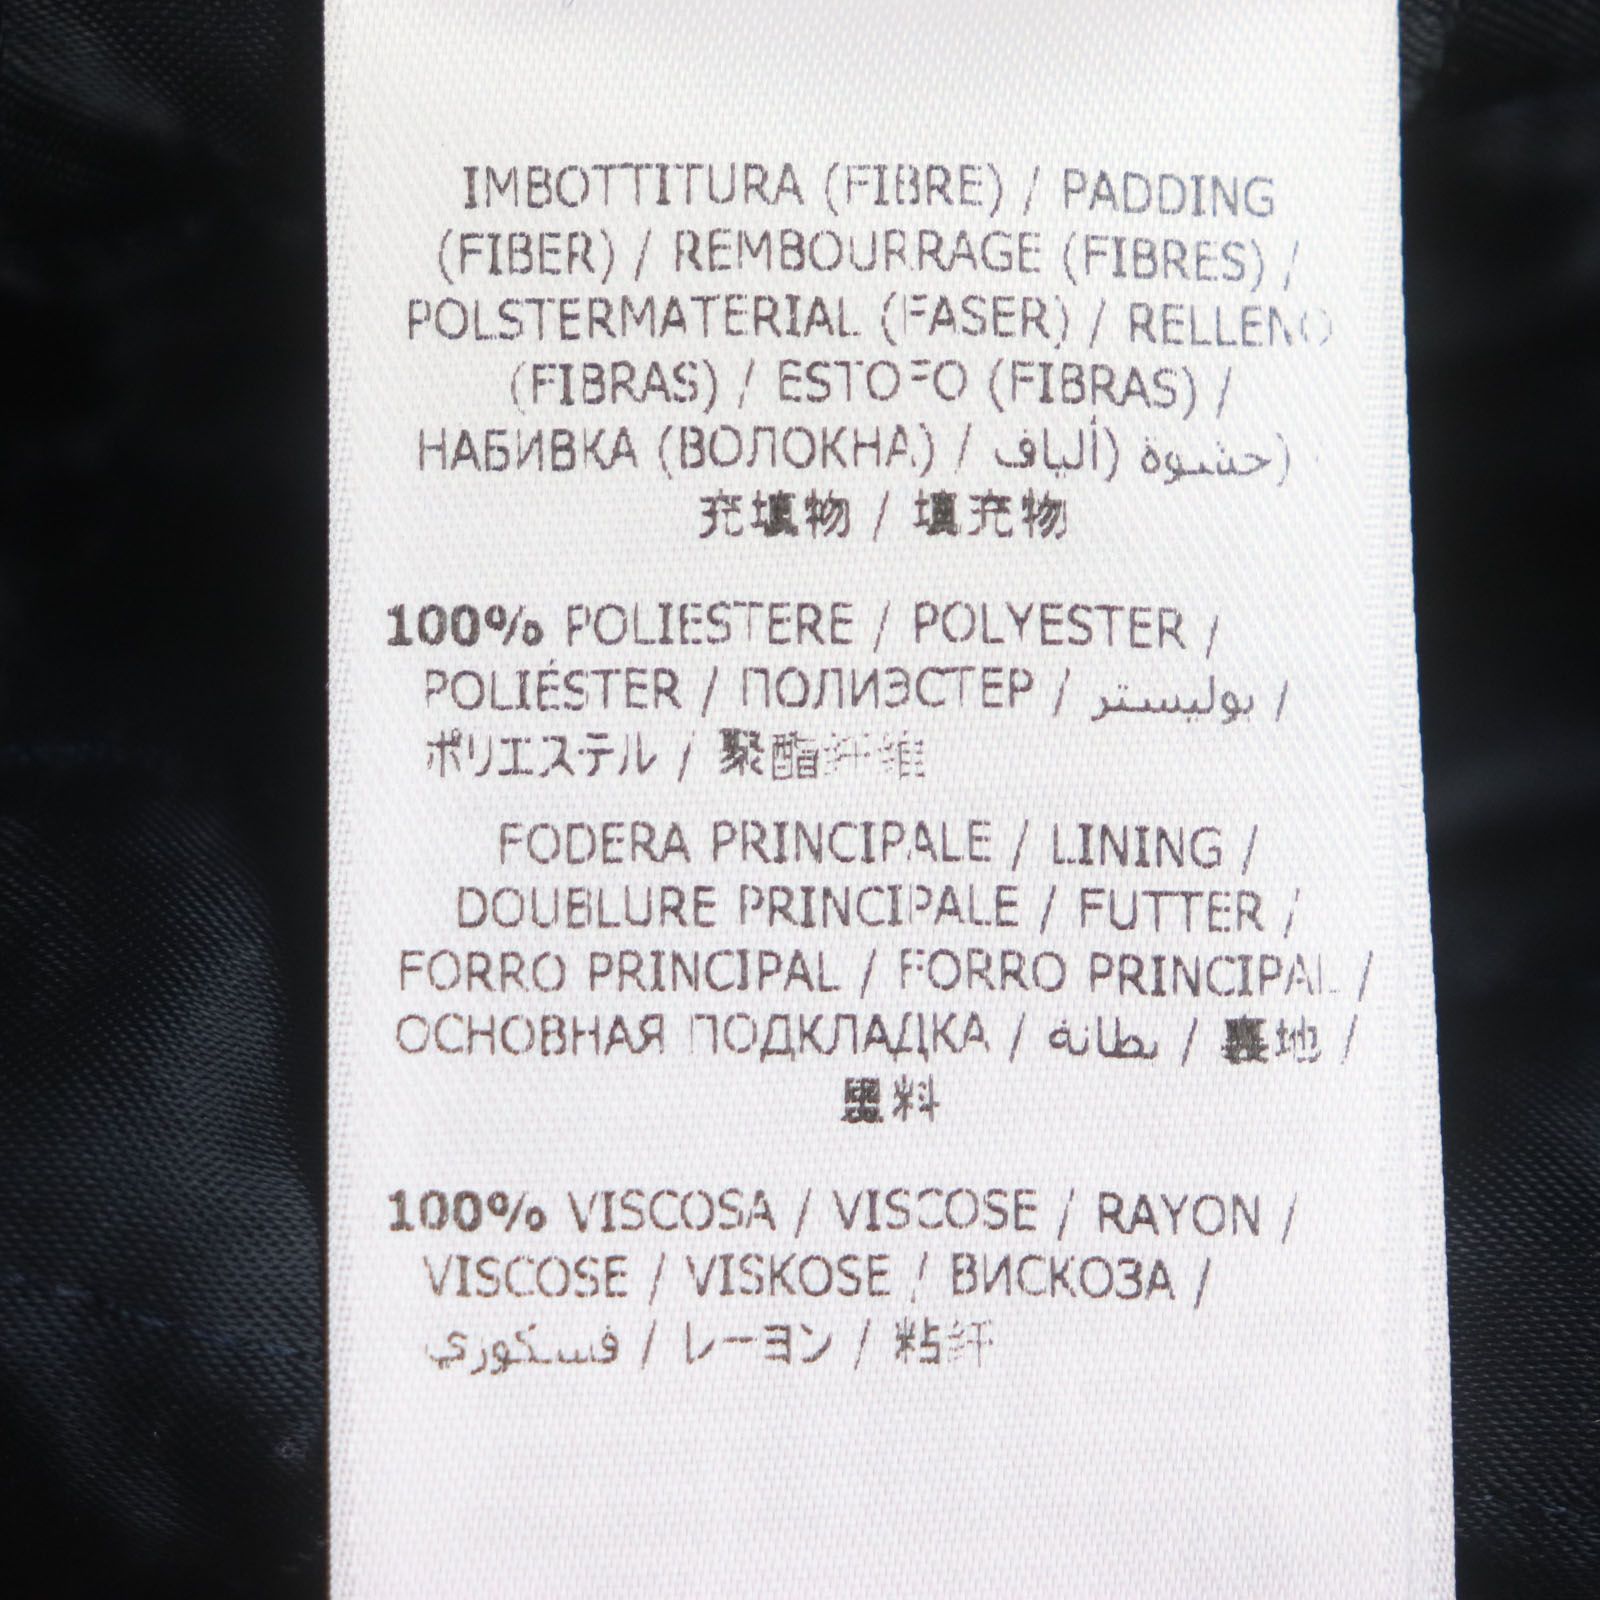 IMBOTTITURA (FIBRE) / PADDING
(FIBER) / REMBOURRAGE (FIBRES) /
POLSTERMATERIAL (FASER) / RELLENO
(FIBRAS) / ESTOFO (FIBRAS) /
НАБИВКА (ВОЛОКНА) / حشوة (ألياف)
充填物 / 填充物
100% POLIESTERE / POLYESTER /
POLIÉSTER / ПОЛИЭСТЕР / بوليستر /
ポリエステル / 聚酯纤维
FODERA PRINCIPALE / LINING /
DOUBLURE PRINCIPALE / FUTTER /
FORRO PRINCIPAL / FORRO PRINCIPAL /
ОСНОВНАЯ ПОДКЛАДКА / بطانة / 裏地 /
里料
100% VISCOSA / VISCOSE / RAYON /
VISCOSE / VISKOSE / ВИСКОЗА /
فسكوزي / レーヨン / 粘纤